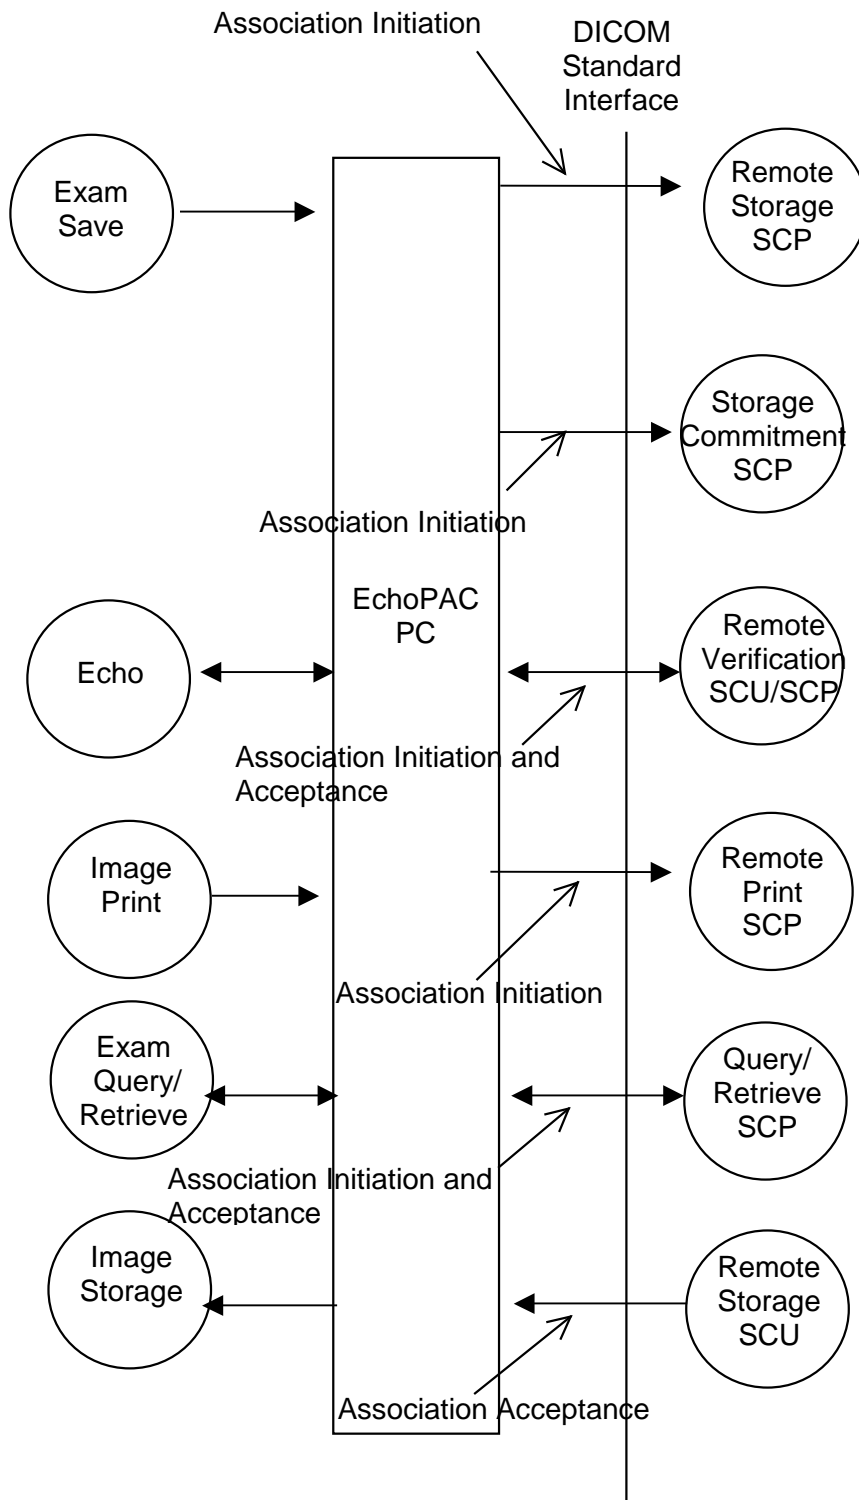 Association Initiation
DICOM
Standard
Interface
Exam
Save
Remote
Storage
SCP
Storage
Commitment
SCP
Association Initiation
EchoPAC
PC
Echo
Remote
Verification
SCU/SCP
Association Initiation and
Acceptance
Image
Print
Remote
Print
SCP
Association Initiation
Exam
Query/
Retrieve
Query/
Retrieve
SCP
Association Initiation and
Acceptance
Image
Storage
Remote
Storage
SCU
Association Acceptance